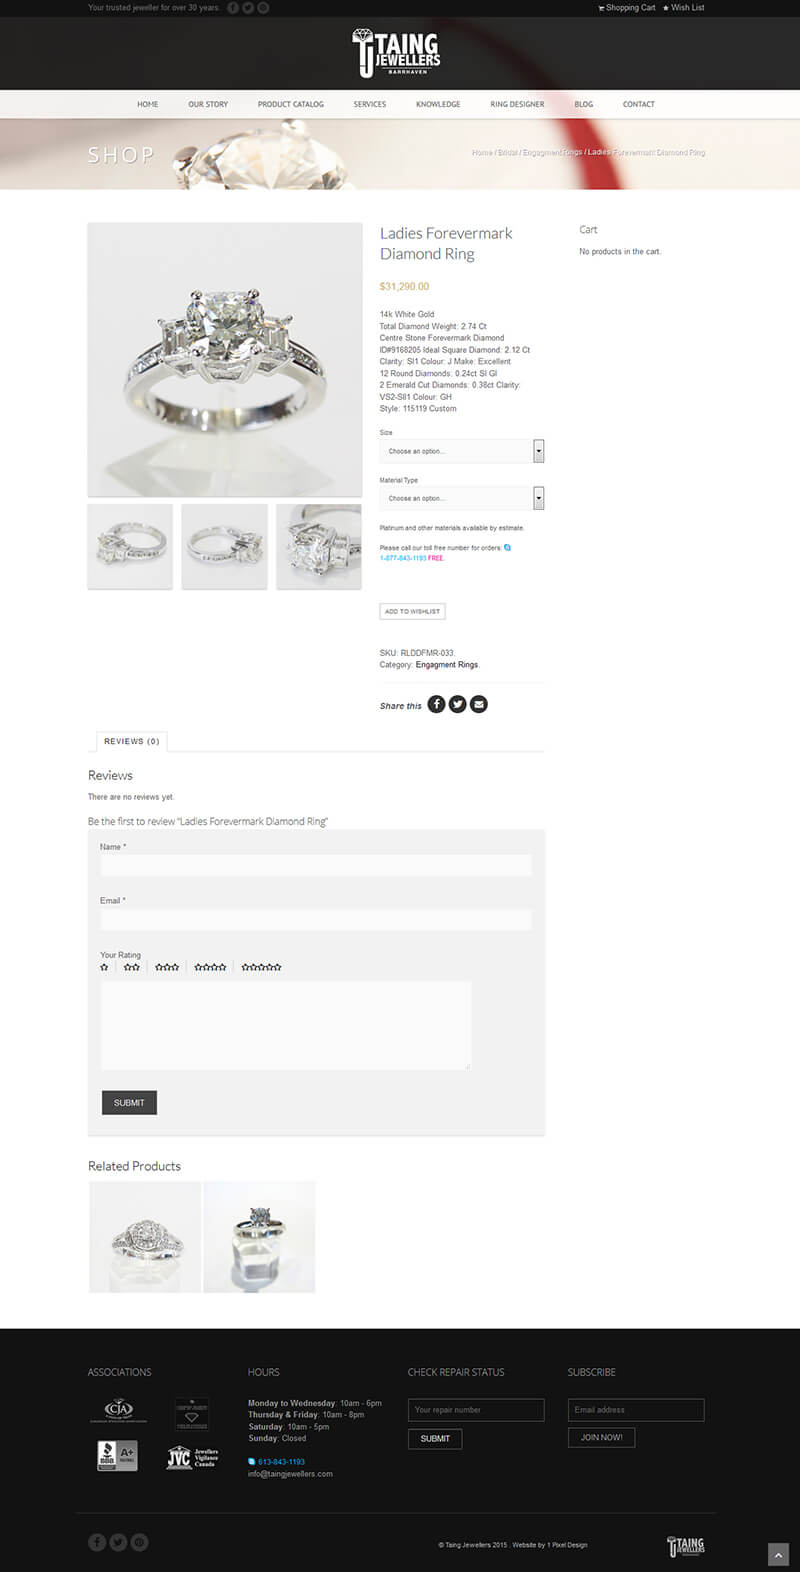 Your trusted jeweller for over 30 years.
Shopping Cart Wish List
TAING
JEWELLERS
BARRHAVEN
HOME OUR STORY PRODUCT CATALOG SERVICES KNOWLEDGE RING DESIGNER BLOG CONTACT
SHOP
Home / Bridal / Engagment Rings / Ladies Forevermark Diamond Ring
Ladies Forevermark
Diamond Ring
$31,290.00
14k White Gold
Total Diamond Weight: 2.74 Ct
Centre Stone Forevermark Diamond
ID#9168205 Ideal Square Diamond: 2.12 Ct
Clarity: SI1 Colour: J Make: Excellent
12 Round Diamonds: 0.24ct SI GI
2 Emerald Cut Diamonds: 0.38ct Clarity:
VS2-SII1 Colour: GH
Style: 115119 Custom
Size
Choose an option...
Material Type
Choose an option...
Platinum and other materials available by estimate.
Please call our toll free number for orders:
1-877-843-1193 FREE.
ADD TO WISHLIST
SKU: RLDDFMR-033.
Category: Engagment Rings.
Share this
Cart
No products in the cart.
REVIEWS (0)
Reviews
There are no reviews yet.
Be the first to review "Ladies Forevermark Diamond Ring"
Name *
Email *
Your Rating
SUBMIT
Related Products
ASSOCIATIONS
CJA
BBB
A+
JVC
Jewellers
Vigilance
Canada
HOURS
Monday to Wednesday: 10am - 6pm
Thursday & Friday: 10am - 8pm
Saturday: 10am - 5pm
Sunday: Closed
613-843-1193
info@taingjewellers.com
CHECK REPAIR STATUS
Your repair number
SUBMIT
SUBSCRIBE
Email address
JOIN NOW!
© Taing Jewellers 2015 . Website by 1 Pixel Design
TAING
JEWELLERS